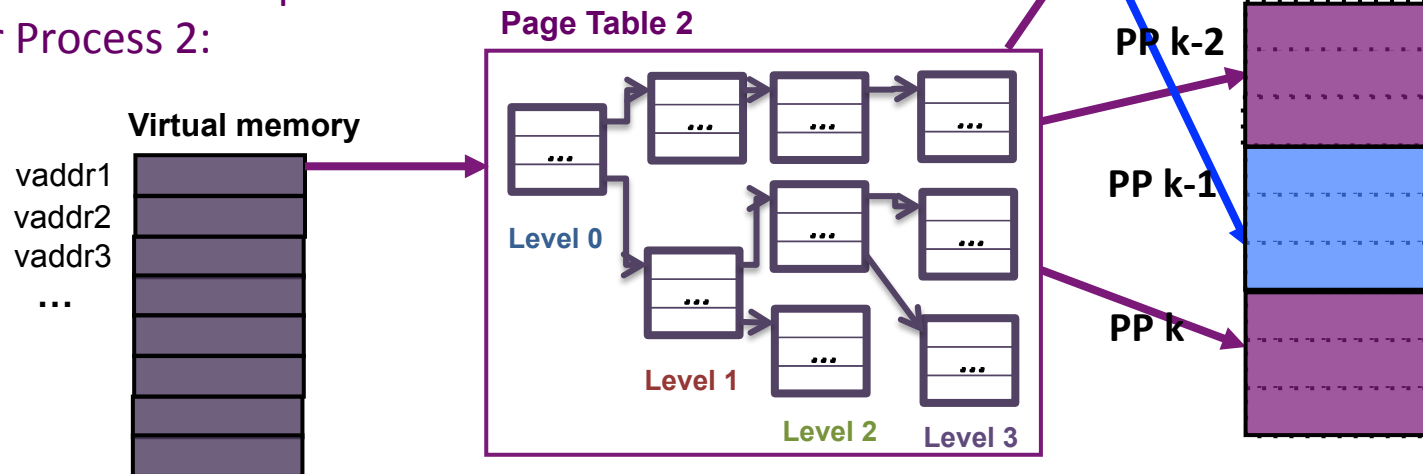 Page Table 2
r Process 2:
PP k-2
Virtual memory
...
...
...
...
vaddr1
vaddr2
vaddr3
...
PP k-1
Level 0
...
...
...
Level 1
...
...
PP k
Level 2
Level 3